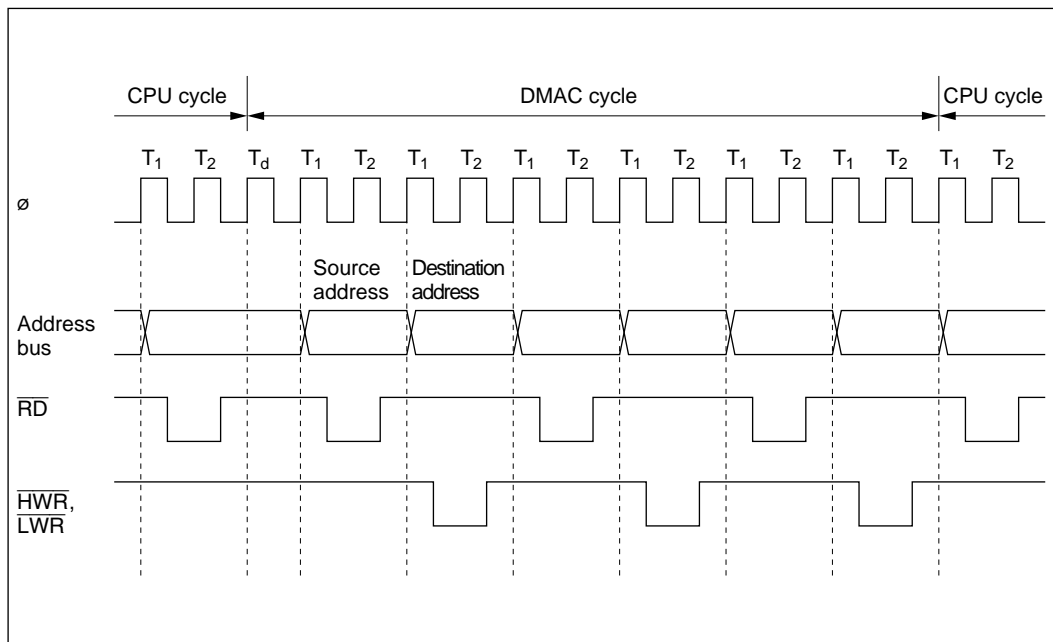 CPU cycle DMAC cycle CPU cycle
T1 T2 Td T1 T2 T1 T2 T1 T2 T1 T2 T1 T2 T1 T2 T1 T2
ø
Source address
Destination address
Address bus
RD
HWR,
LWR